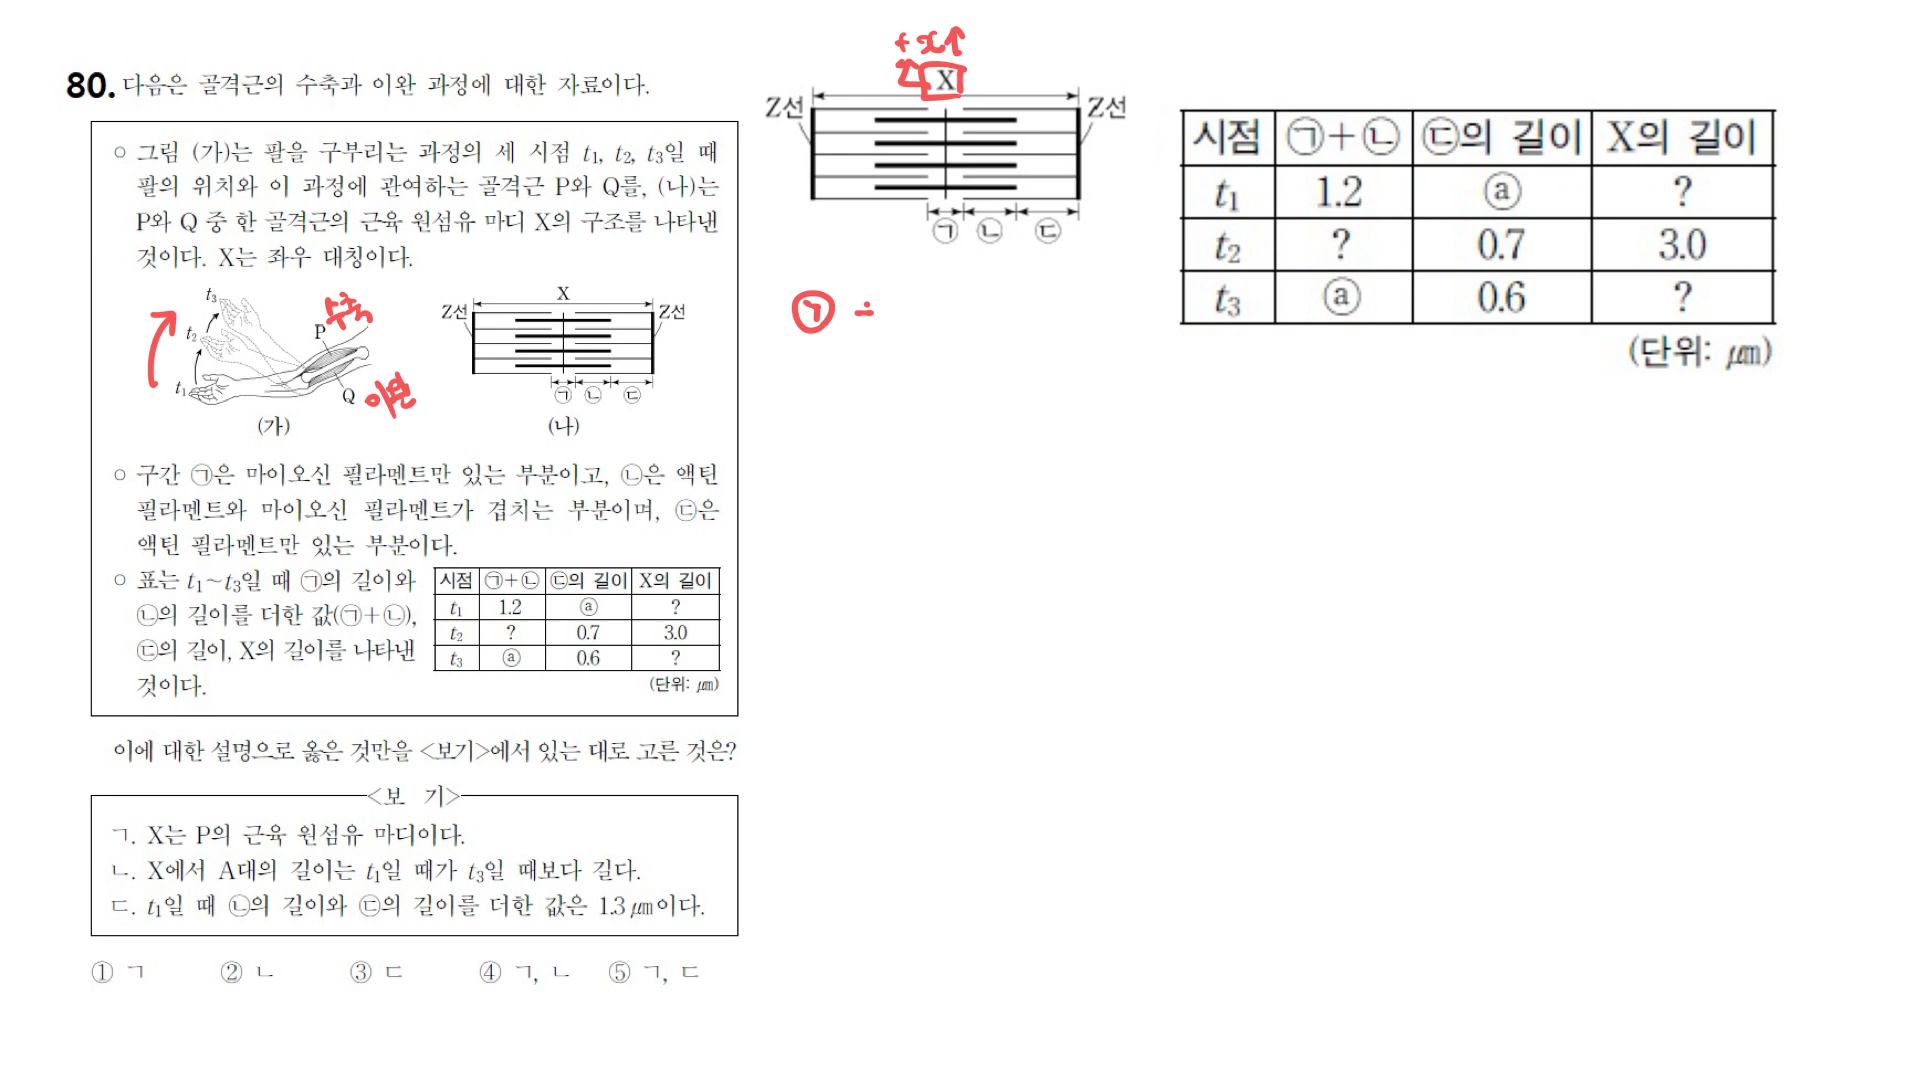 80. 다음은 골격근의 수축과 이완 과정에 대한 자료이다.
○ 그림 (가)는 팔을 구부리는 과정의 세 시점 t₁, t₂, t₃일 때
팔의 위치와 이 과정에 관여하는 골격근 P와 Q를, (나)는
P와 Q 중 한 골격근의 근육 원섬유 마디 X의 구조를 나타낸
것이다. X는 좌우 대칭이다.
t₃
t₂
t₁
P
수축
Q
이완
(가)
X
Z선
Z선
㉠ ㉡ ㉢
(나)
○ 구간 ㉠은 마이오신 필라멘트만 있는 부분이고, ㉡은 액틴
필라멘트와 마이오신 필라멘트가 겹치는 부분이며, ㉢은
액틴 필라멘트만 있는 부분이다.
○ 표는 t₁~t₃일 때 ㉠의 길이와
㉡의 길이를 더한 값(㉠+㉡),
㉢의 길이, X의 길이를 나타낸
것이다.
시점 ㉠+㉡ ㉢의 길이 X의 길이
t₁ 1.2 ⓐ ?
t₂ ? 0.7 3.0
t₃ ⓐ 0.6 ?
(단위: ㎛)
이에 대한 설명으로 옳은 것만을 <보기>에서 있는 대로 고른 것은?
<보 기>
ㄱ. X는 P의 근육 원섬유 마디이다.
ㄴ. X에서 A대의 길이는 t₁일 때가 t₃일 때보다 길다.
ㄷ. t₁일 때 ㉡의 길이와 ㉢의 길이를 더한 값은 1.3 ㎛이다.
① ㄱ ② ㄴ ③ ㄷ ④ ㄱ, ㄴ ⑤ ㄱ, ㄷ
+x↑
X
Z선
Z선
㉠ ㉡ ㉢
㉠ :
시점 ㉠+㉡ ㉢의 길이 X의 길이
t₁ 1.2 ⓐ ?
t₂ ? 0.7 3.0
t₃ ⓐ 0.6 ?
(단위: ㎛)